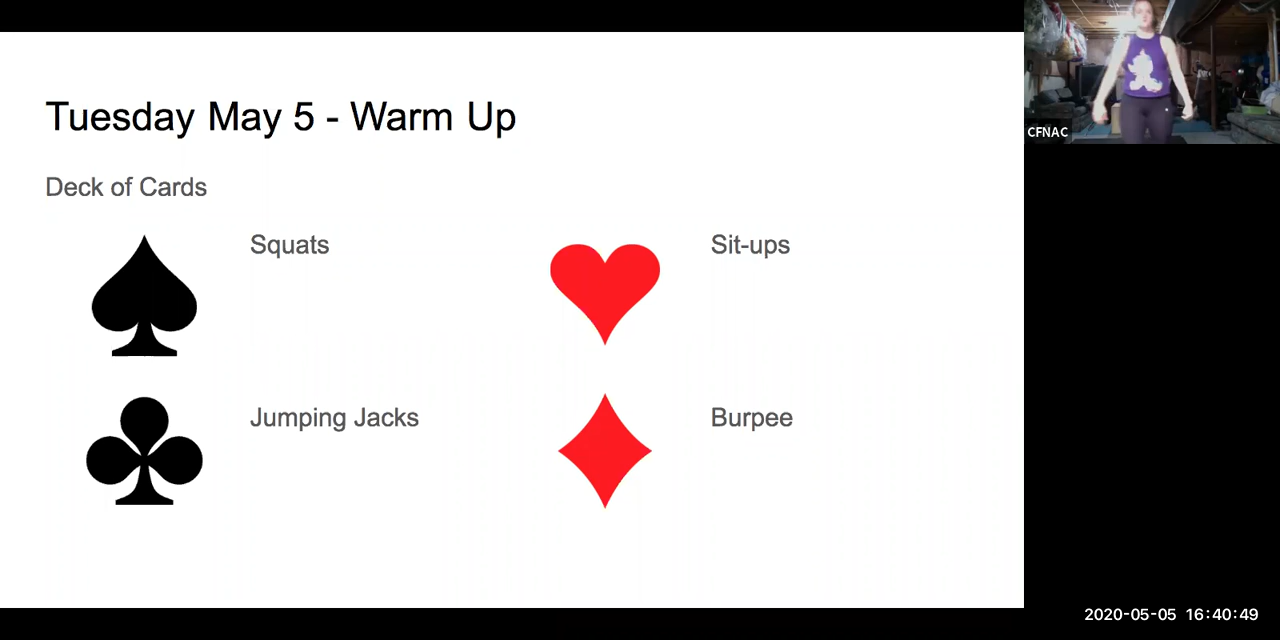 Tuesday May 5 - Warm Up
Deck of Cards
Squats
Sit-ups
Jumping Jacks
Burpee
CFNAC
2020-05-05 16:40:49